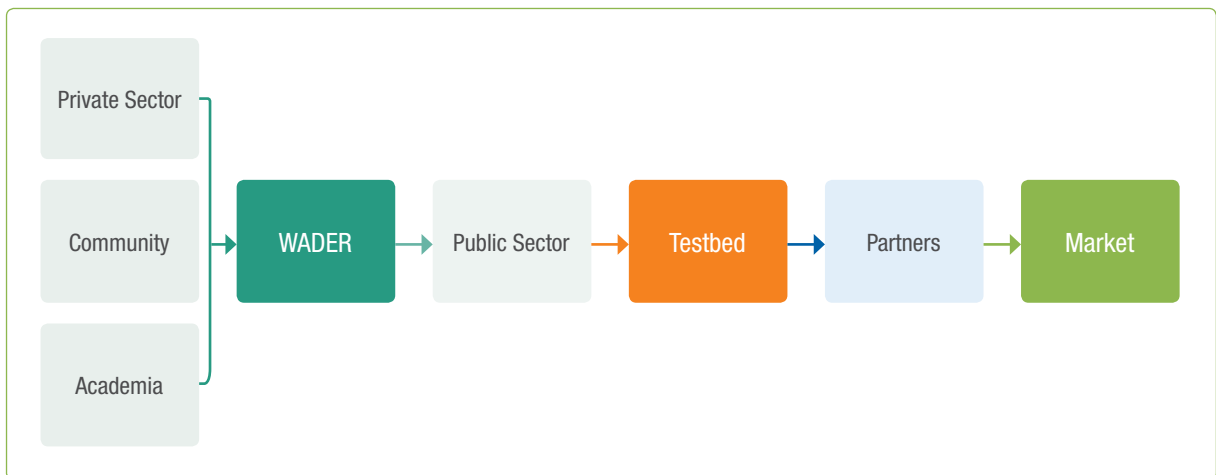 Private Sector
Community
Academia
WADER
Public Sector
Testbed
Partners
Market